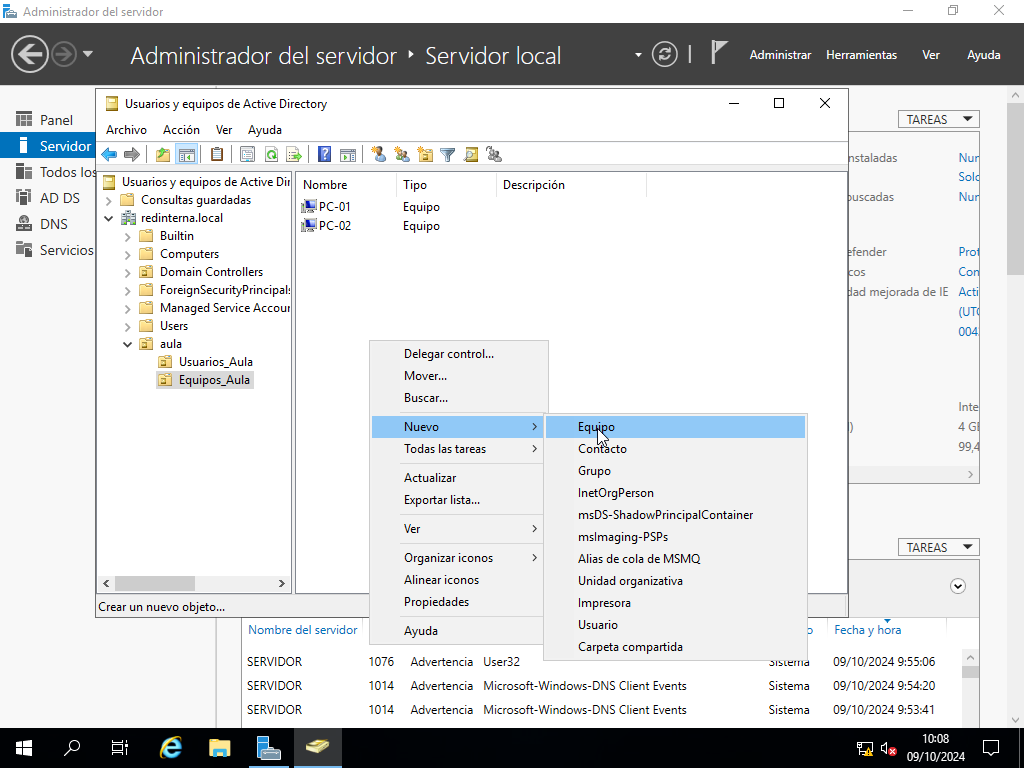 Administrador del servidor
Administrador del servidor ‣ Servidor local
Administrar Herramientas Ver Ayuda
Panel
Servidor
Todos los
AD DS
DNS
Servicios
Usuarios y equipos de Active Directory
Archivo Acción Ver Ayuda
Usuarios y equipos de Active Dir
Consultas guardadas
redinterna.local
Builtin
Computers
Domain Controllers
ForeignSecurityPrincipals
Managed Service Accour
Users
aula
Usuarios_Aula
Equipos_Aula
Nombre Tipo Descripción
PC-01 Equipo
PC-02 Equipo
Crear un nuevo objeto...
Delegar control...
Mover...
Buscar...
Nuevo
Todas las tareas
Actualizar
Exportar lista...
Ver
Organizar iconos
Alinear iconos
Propiedades
Ayuda
Equipo
Contacto
Grupo
InetOrgPerson
msDS-ShadowPrincipalContainer
msImaging-PSPs
Alias de cola de MSMQ
Unidad organizativa
Impresora
Usuario
Carpeta compartida
TAREAS
nstaladas Nun
Solo
ouscadas Nun
efender Prot
icos Con
dad mejorada de IE Acti
(UTC
004
Inte
) 4 GI
99,4
TAREAS
Nombre del servidor o Fecha y hora
SERVIDOR 1076 Advertencia User32 Sistema 09/10/2024 9:55:06
SERVIDOR 1014 Advertencia Microsoft-Windows-DNS Client Events Sistema 09/10/2024 9:54:20
SERVIDOR 1014 Advertencia Microsoft-Windows-DNS Client Events Sistema 09/10/2024 9:53:41
10:08
09/10/2024